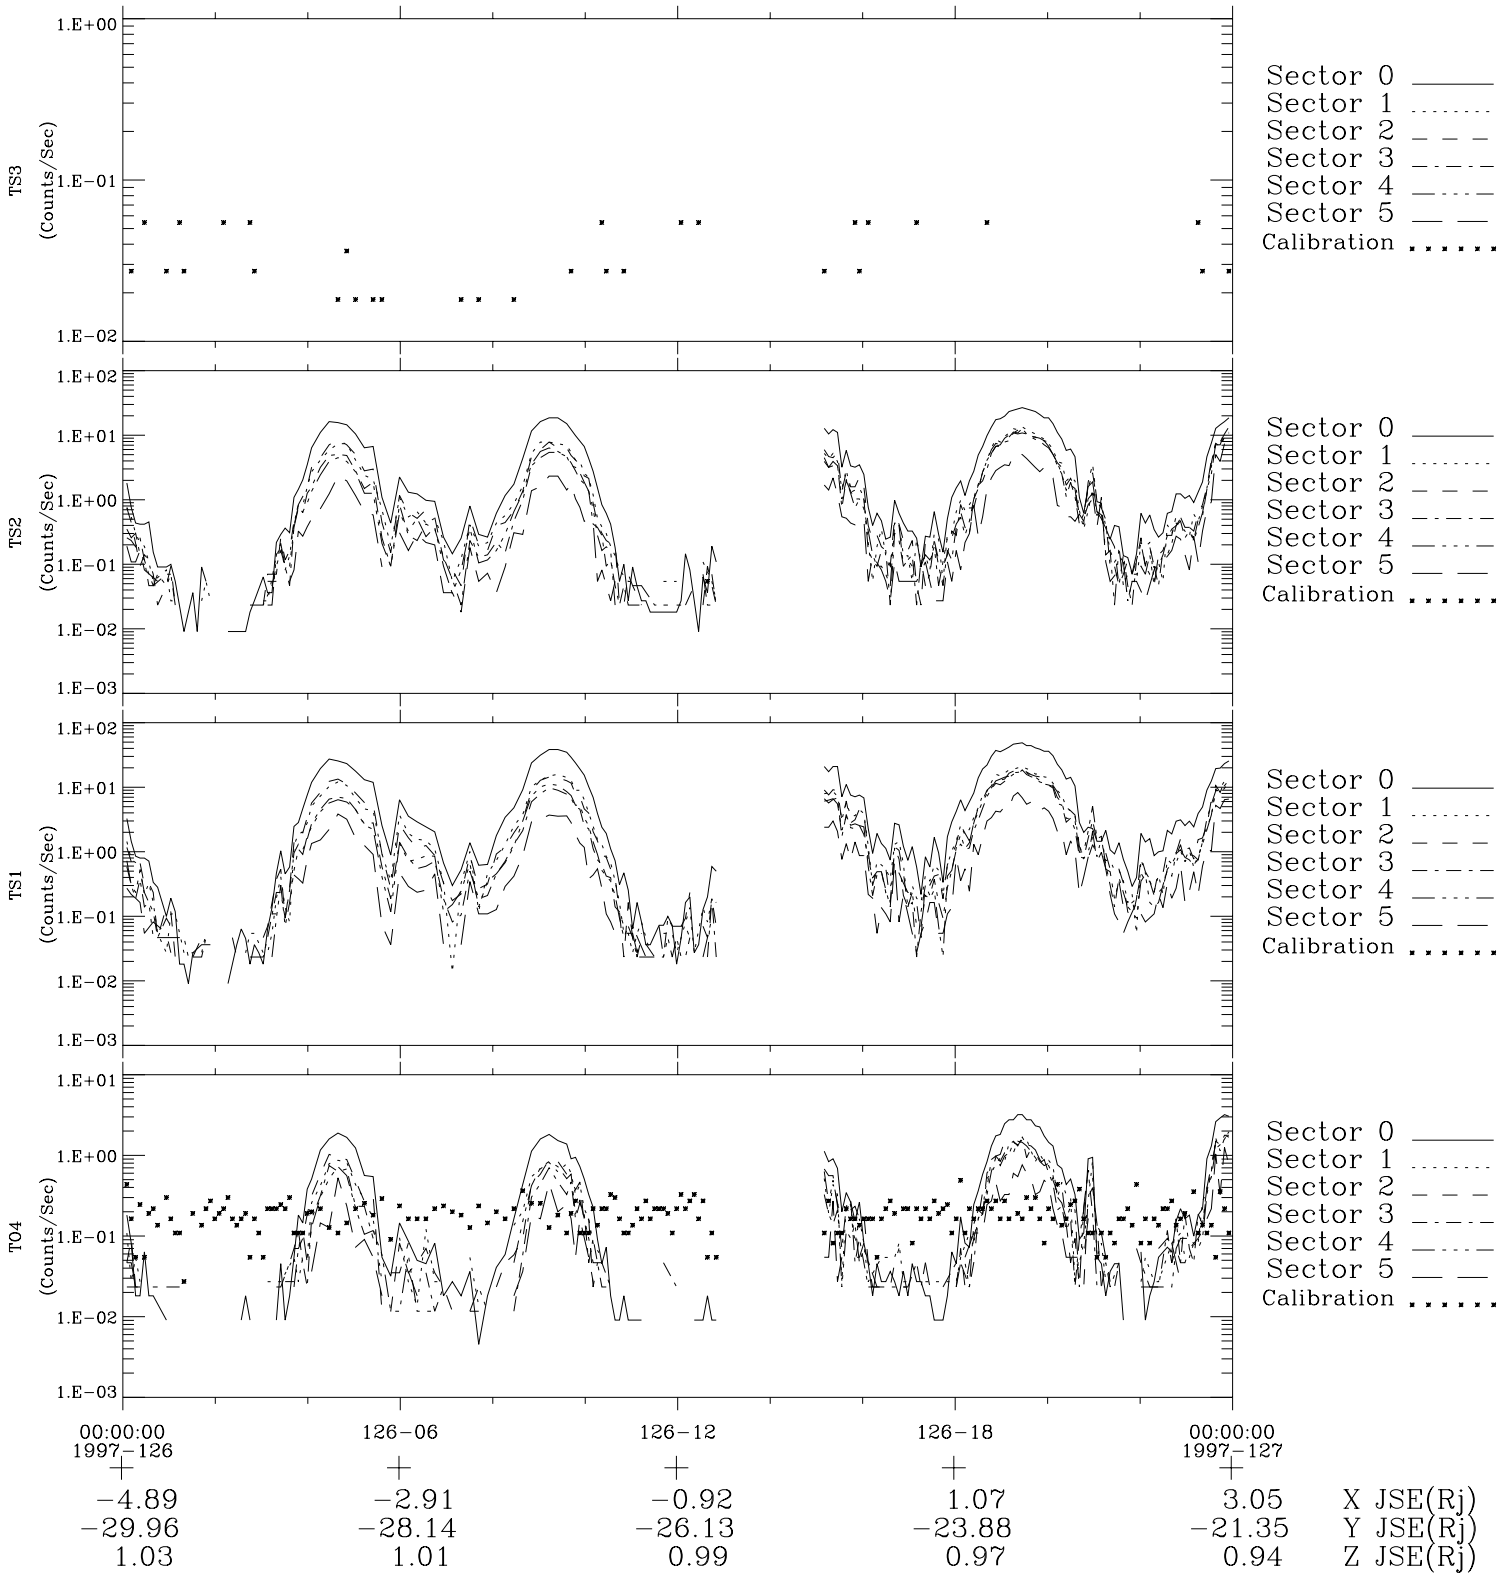 1.E+00
1.E−01
1.E−02
TS3
(Counts/Sec)
Sector 0
Sector 1
Sector 2
Sector 3
Sector 4
Sector 5
Calibration
1.E+02
1.E+01
1.E+00
1.E−01
1.E−02
1.E−03
TS2
(Counts/Sec)
Sector 0
Sector 1
Sector 2
Sector 3
Sector 4
Sector 5
Calibration
1.E+02
1.E+01
1.E+00
1.E−01
1.E−02
1.E−03
TS1
(Counts/Sec)
Sector 0
Sector 1
Sector 2
Sector 3
Sector 4
Sector 5
Calibration
1.E+01
1.E+00
1.E−01
1.E−02
1.E−03
T04
(Counts/Sec)
Sector 0
Sector 1
Sector 2
Sector 3
Sector 4
Sector 5
Calibration
00:00:00 126−06 126−12 126−18 00:00:00
1997−126 1997−127
−4.89 −2.91 −0.92 1.07 3.05 X JSE(Rj)
−29.96 −28.14 −26.13 −23.88 −21.35 Y JSE(Rj)
1.03 1.01 0.99 0.97 0.94 Z JSE(Rj)